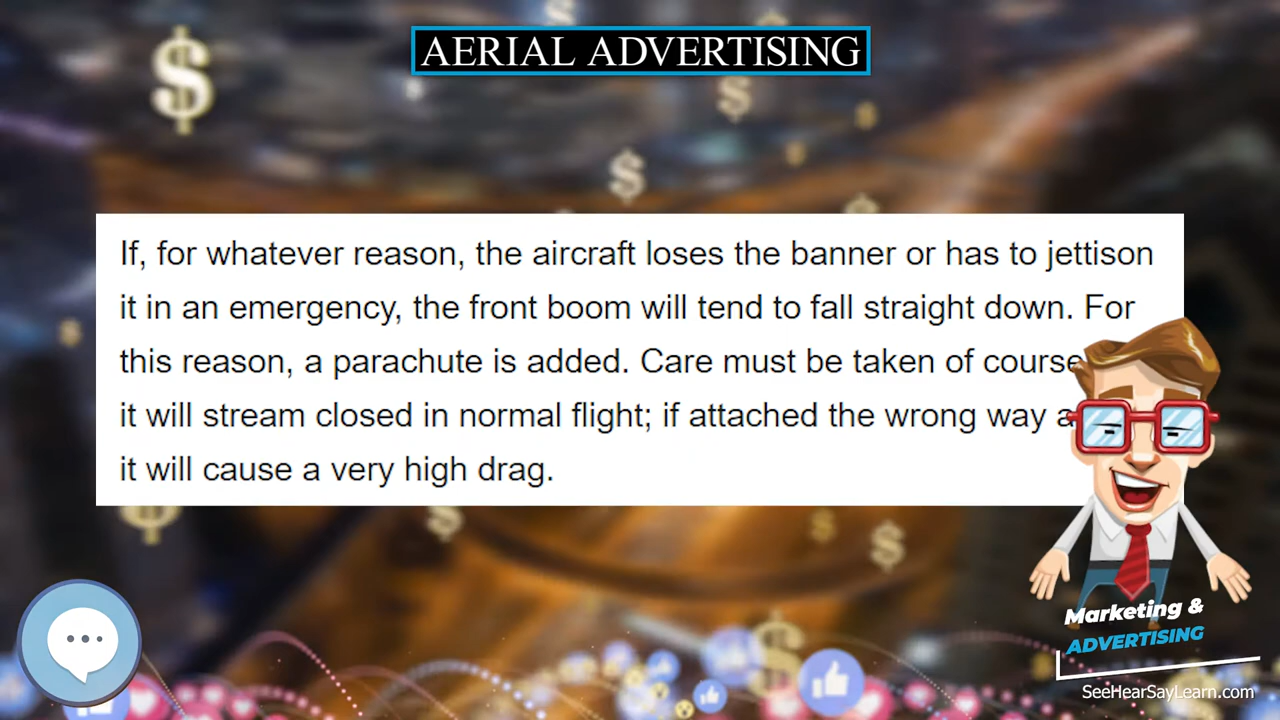 AERIAL ADVERTISING
If, for whatever reason, the aircraft loses the banner or has to jettison
it in an emergency, the front boom will tend to fall straight down. For
this reason, a parachute is added. Care must be taken of course
it will stream closed in normal flight; if attached the wrong way
it will cause a very high drag.
Marketing &
ADVERTISING
SeeHearSayLearn.com